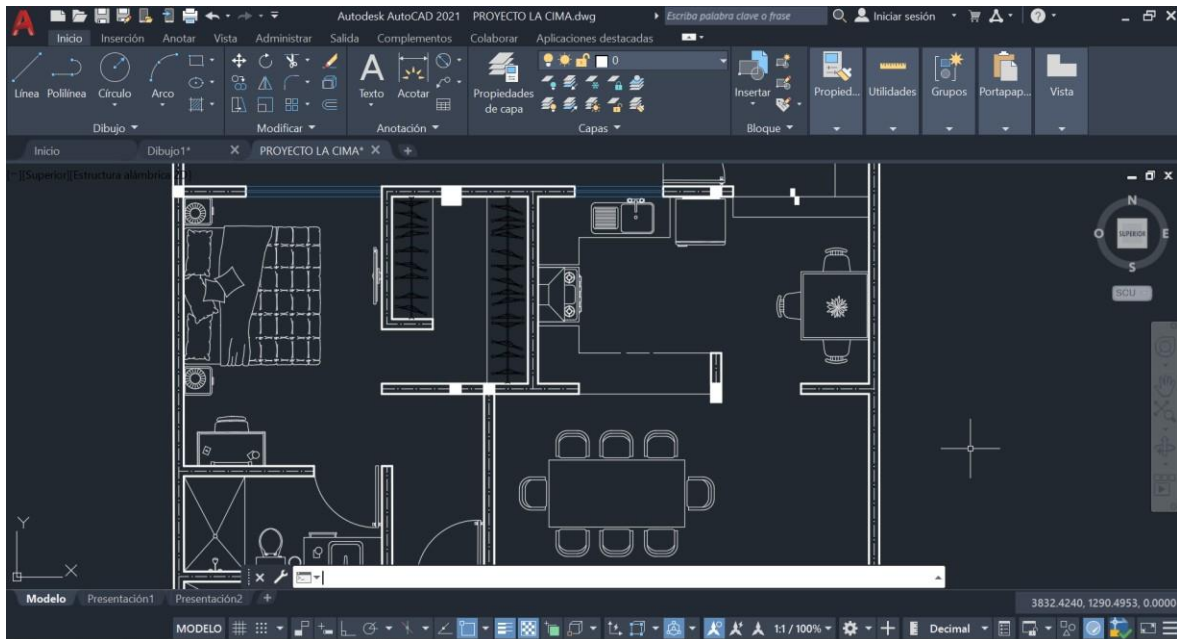 Autodesk AutoCAD 2021 PROYECTO LA CIMA.dwg Escriba palabra clave o frase Iniciar sesión
Inicio Inserción Anotar Vista Administrar Salida Complementos Colaborar Aplicaciones destacadas
0
Línea Polilínea Círculo Arco Texto Acotar Propiedades de capa Insertar Propied... Utilidades Grupos Portapap... Vista
Dibujo Modificar Anotación Capas Bloque
Inicio Dibujo1* PROYECTO LA CIMA*
[−][Superior][Estructura alámbrica 2D]
N
O SUPERIOR E
S
SCU
Y
X
Modelo Presentación1 Presentación2
3832.4240, 1290.4953, 0.0000
MODELO 1:1 / 100% Decimal